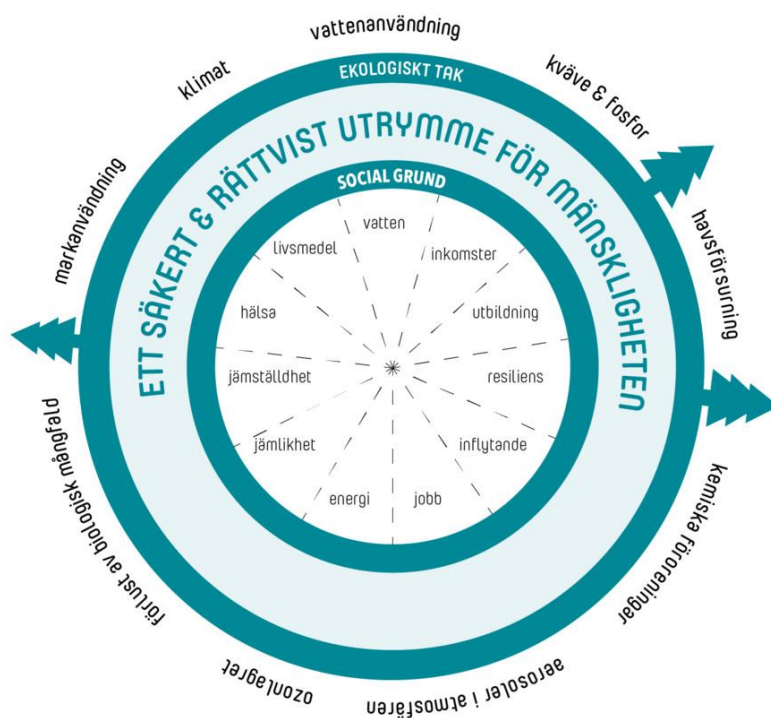 vattenanvändning
kväve & fosfor
havsförsurning
kemiska föroreningar
aerosoler i atmosfären
ozonlagret
förlust av biologisk mångfald
markanvändning
klimat
EKOLOGISKT TAK
ETT SÄKERT & RÄTTVIST UTRYMME FÖR MÄNSKLIGHETEN
SOCIAL GRUND
vatten
inkomster
utbildning
resiliens
inflytande
jobb
energi
jämlikhet
jämställdhet
hälsa
livsmedel